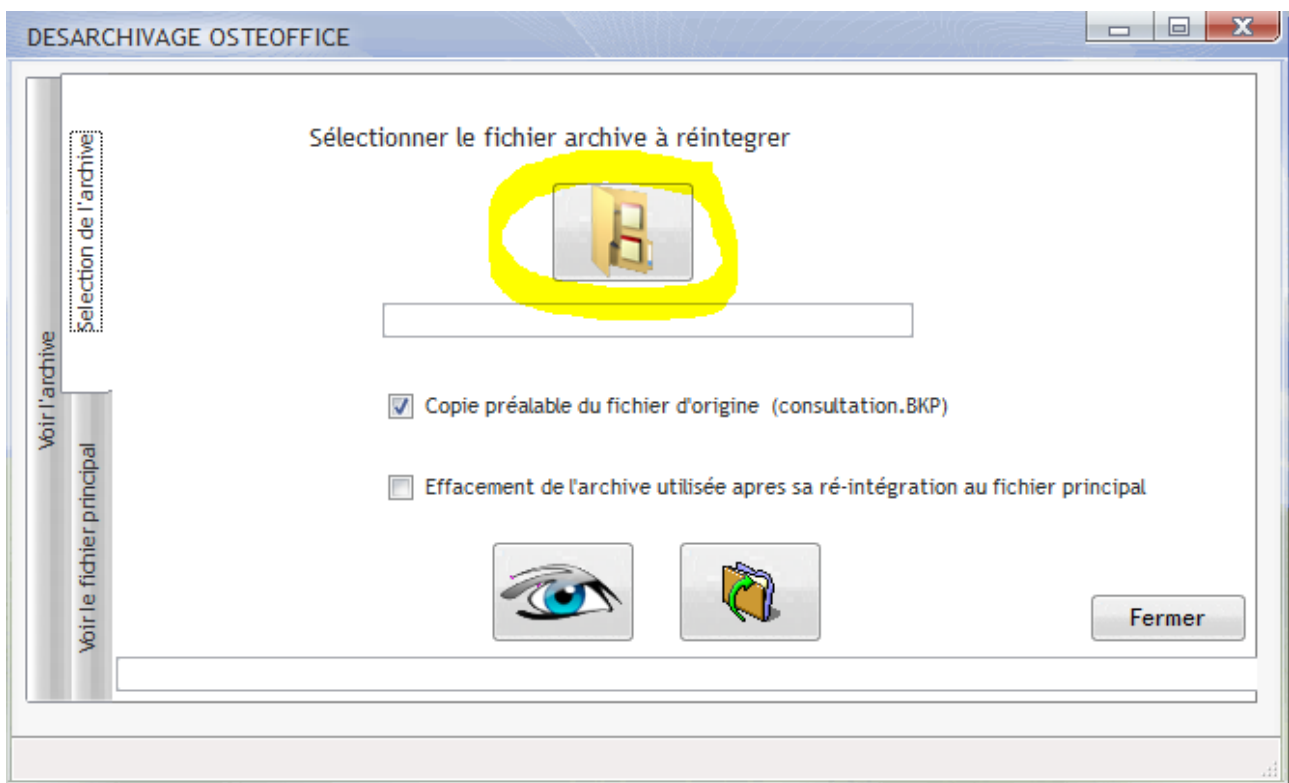 DESARCHIVAGE OSTEOFFICE
Voir l'archive
Selection de l'archive
Voir le fichier principal
Sélectionner le fichier archive à réintegrer
Copie préalable du fichier d'origine (consultation.BKP)
Effacement de l'archive utilisée apres sa ré-intégration au fichier principal
Fermer